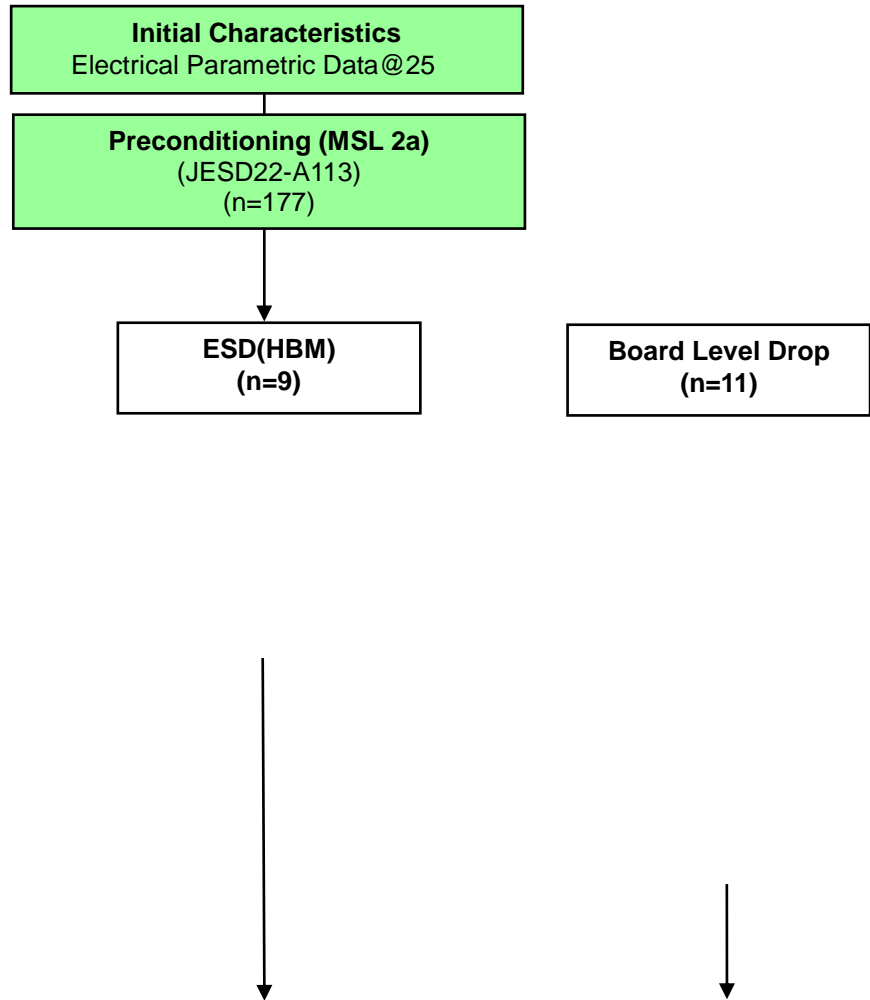 Initial Characteristics
Electrical Parametric Data@25
Preconditioning (MSL 2a)
(JESD22-A113)
(n=177)
ESD(HBM)
(n=9)
Board Level Drop
(n=11)